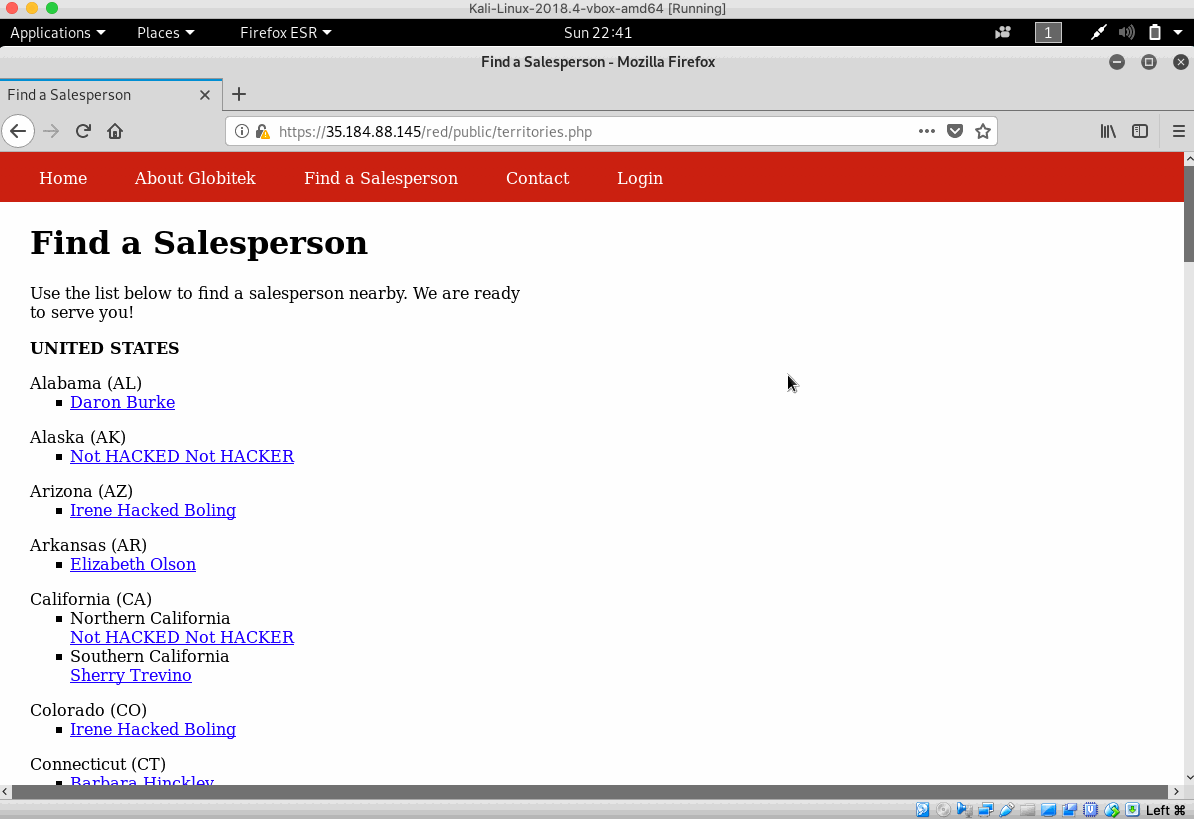 Kali-Linux-2018.4-vbox-amd64 [Running]
Applications Places Firefox ESR Sun 22:41 1
Find a Salesperson - Mozilla Firefox
Find a Salesperson
https://35.184.88.145/red/public/territories.php
Home About Globitek Find a Salesperson Contact Login
Find a Salesperson
Use the list below to find a salesperson nearby. We are ready
to serve you!
UNITED STATES
Alabama (AL)
Daron Burke
Alaska (AK)
Not HACKED Not HACKER
Arizona (AZ)
Irene Hacked Boling
Arkansas (AR)
Elizabeth Olson
California (CA)
Northern California
Not HACKED Not HACKER
Southern California
Sherry Trevino
Colorado (CO)
Irene Hacked Boling
Connecticut (CT)
Barbara Hinckley
Left ⌘